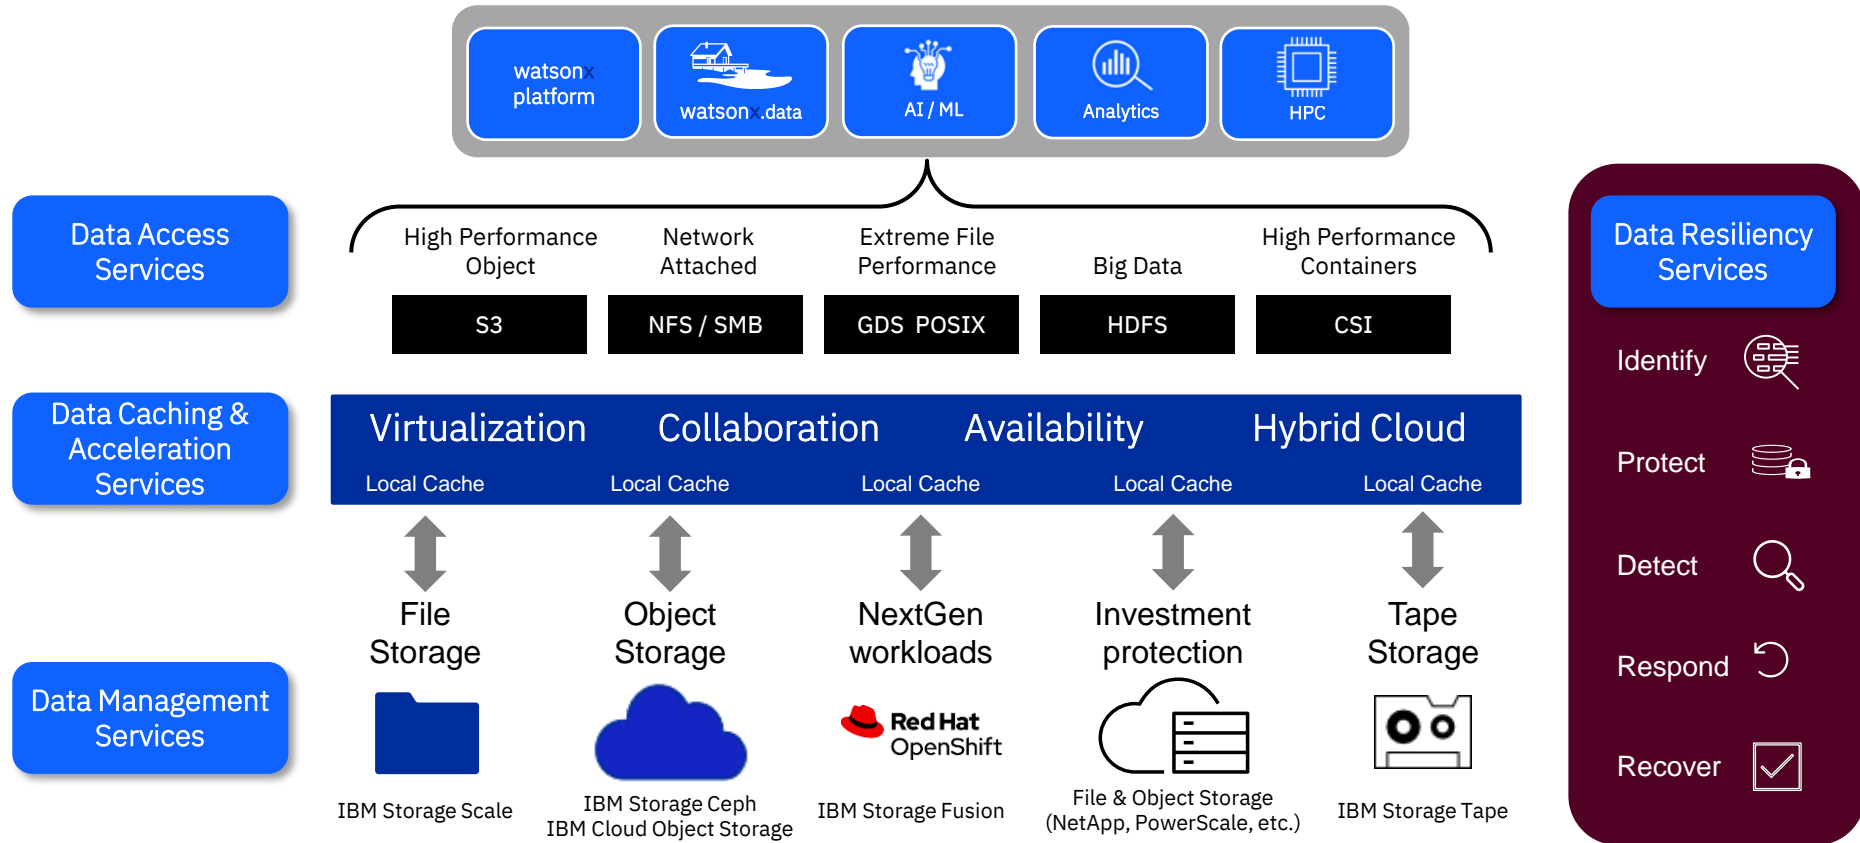 watsonx
platform
watsonx.data
AI / ML
Analytics
HPC
Data Access
Services
High Performance
Object
Network
Attached
Extreme File
Performance
Big Data
High Performance
Containers
S3
NFS / SMB
GDS POSIX
HDFS
CSI
Data Caching &
Acceleration
Services
Virtualization
Collaboration
Availability
Hybrid Cloud
Local Cache
Local Cache
Local Cache
Local Cache
Local Cache
Data Management
Services
File
Storage
Object
Storage
NextGen
workloads
Investment
protection
Tape
Storage
Red Hat
OpenShift
IBM Storage Scale
IBM Storage Ceph
IBM Cloud Object Storage
IBM Storage Fusion
File & Object Storage
(NetApp, PowerScale, etc.)
IBM Storage Tape
Data Resiliency
Services
Identify
Protect
Detect
Respond
Recover